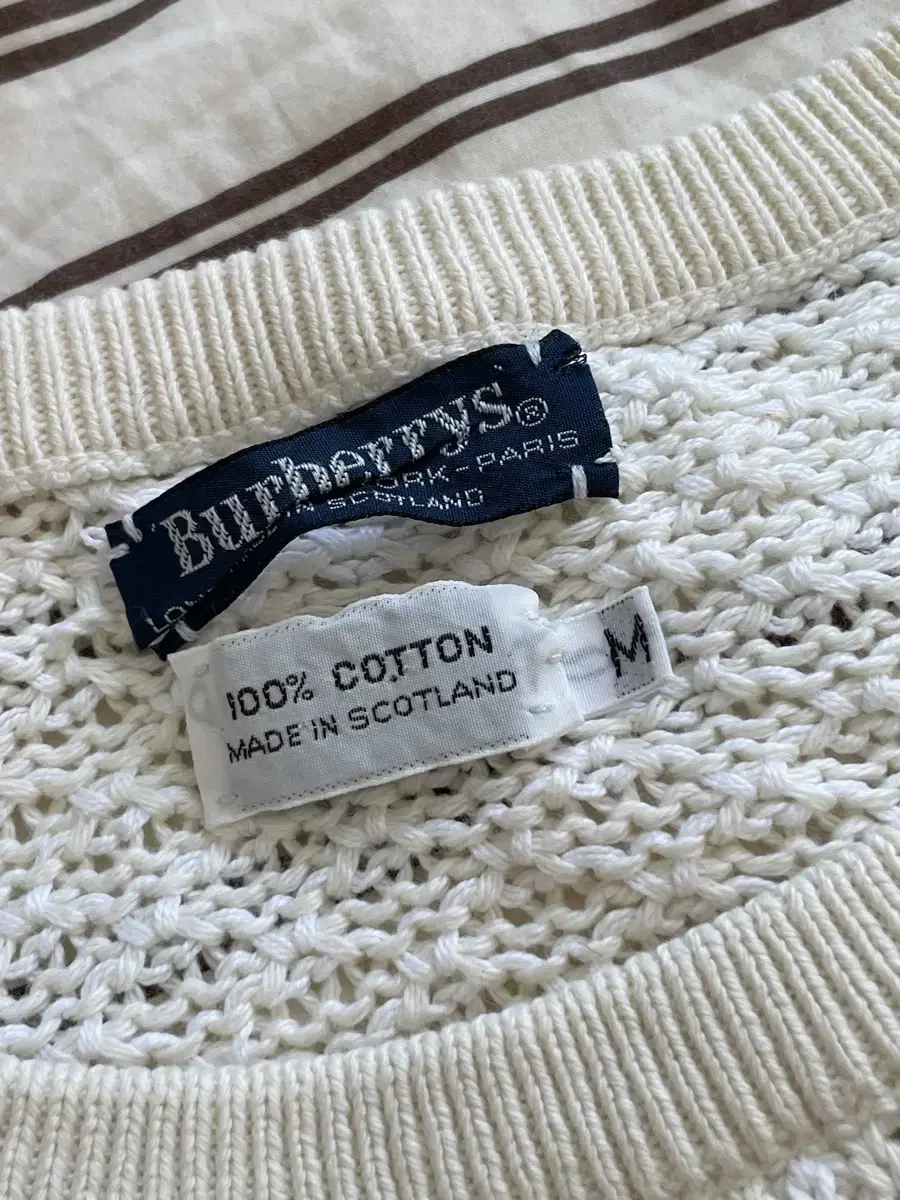 Burberrys®
-PARIS
SCOTLAND
100% COTTON
MADE IN SCOTLAND
M